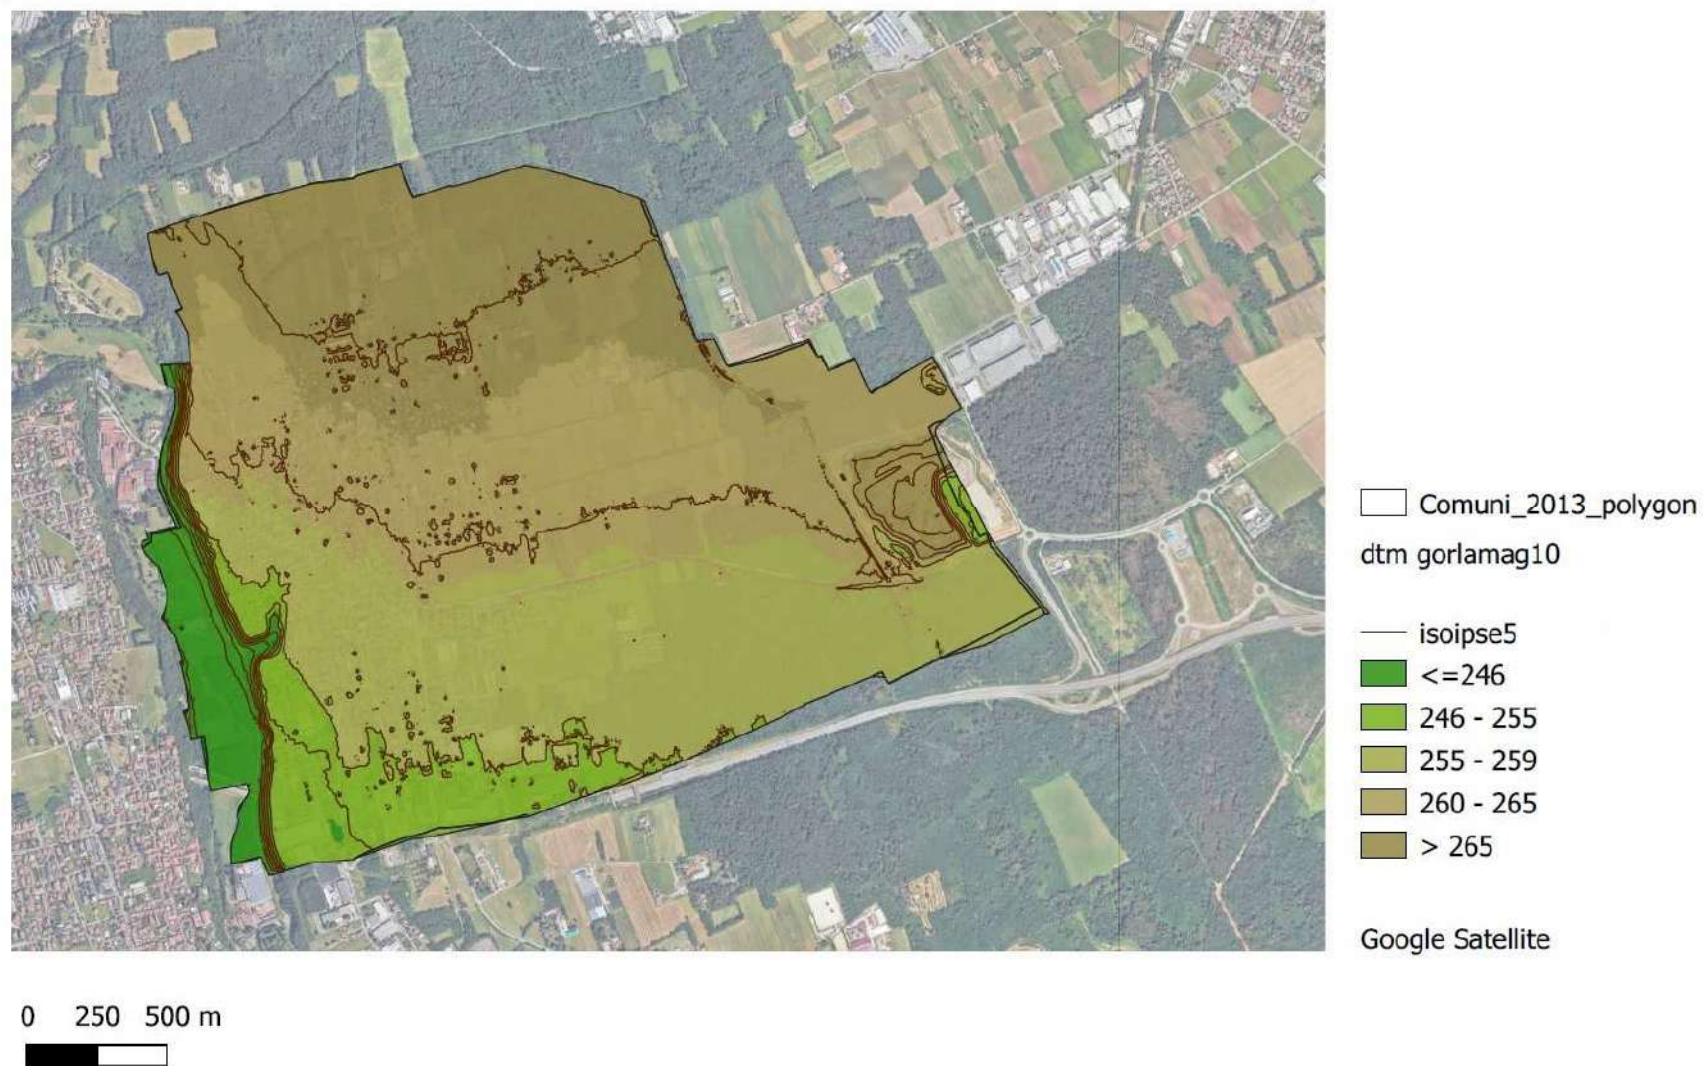 Comuni_2013_polygon
dtm gorlamag10
isoipse5
<=246
246 - 255
255 - 259
260 - 265
> 265
Google Satellite
0 250 500 m